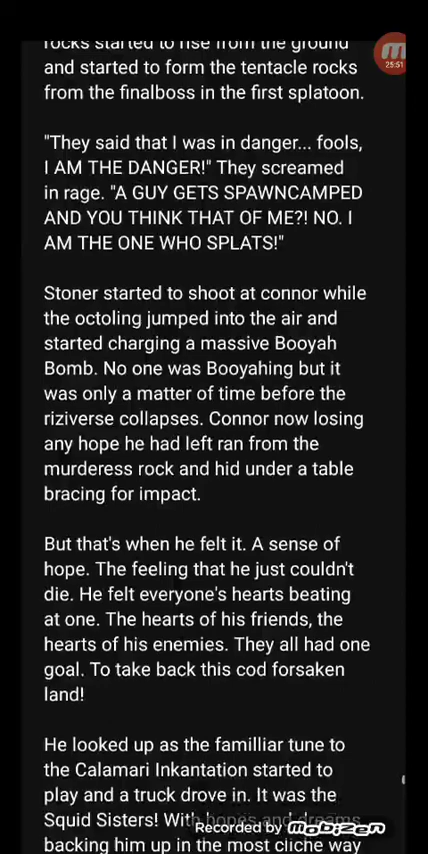 rocks started to rise from the ground
and started to form the tentacle rocks
from the finalboss in the first splatoon.
25:51
"They said that I was in danger... fools,
I AM THE DANGER!" They screamed
in rage. "A GUY GETS SPAWNCAMPED
AND YOU THINK THAT OF ME?! NO. I
AM THE ONE WHO SPLATS!"
Stoner started to shoot at connor while
the octoling jumped into the air and
started charging a massive Booyah
Bomb. No one was Booyahing but it
was only a matter of time before the
riziverse collapses. Connor now losing
any hope he had left ran from the
murderess rock and hid under a table
bracing for impact.
But that's when he felt it. A sense of
hope. The feeling that he just couldn't
die. He felt everyone's hearts beating
at one. The hearts of his friends, the
hearts of his enemies. They all had one
goal. To take back this cod forsaken
land!
He looked up as the familliar tune to
the Calamari Inkantation started to
play and a truck drove in. It was the
Squid Sisters! With hopes and dreams
Recorded by mobizen
backing him up in the most cliche way